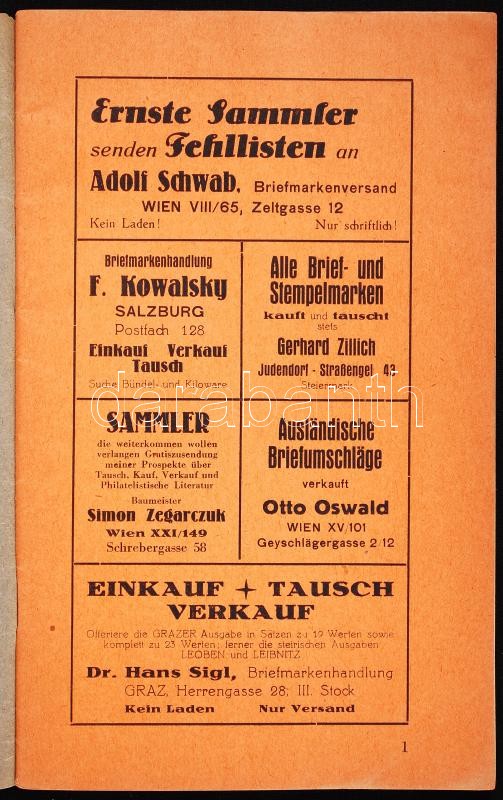 Ernste Sammler
senden Fehllisten an
Adolf Schwab, Briefmarkenversand
WIEN VIII/65, Zeltgasse 12
Kein Laden! Nur schriftlich!
Briefmarkenhandlung
F. Kowalsky
SALZBURG
Postfach 128
Einkauf Verkauf
Tausch
Suche Bündel- und Kiloware
Alle Brief- und
Stempelmarken
kauft und tauscht
stets
Gerhard Zillich
Judendorf - Straßengel 43
Steiermark
SAMMLER
die weiterkommen wollen
verlangen Gratiszusendung
meiner Prospekte über
Tausch, Kauf, Verkauf und
Philatelistische Literatur
Baumeister
Simon Zegarczuk
Wien XXI/149
Schrebergasse 58
Ausländische
Briefumschläge
verkauft
Otto Oswald
WIEN XV/101
Geyschlägergasse 2/12
EINKAUF + TAUSCH
VERKAUF
Offeriere die GRAZER Ausgabe in Sätzen zu 19 Werten sowie
komplett zu 23 Werten; ferner die steirischen Ausgaben
LEOBEN und LEIBNITZ
Dr. Hans Sigl, Briefmarkenhandlung
GRAZ, Herrengasse 28; III. Stock
Kein Laden Nur Versand
1
darabanth